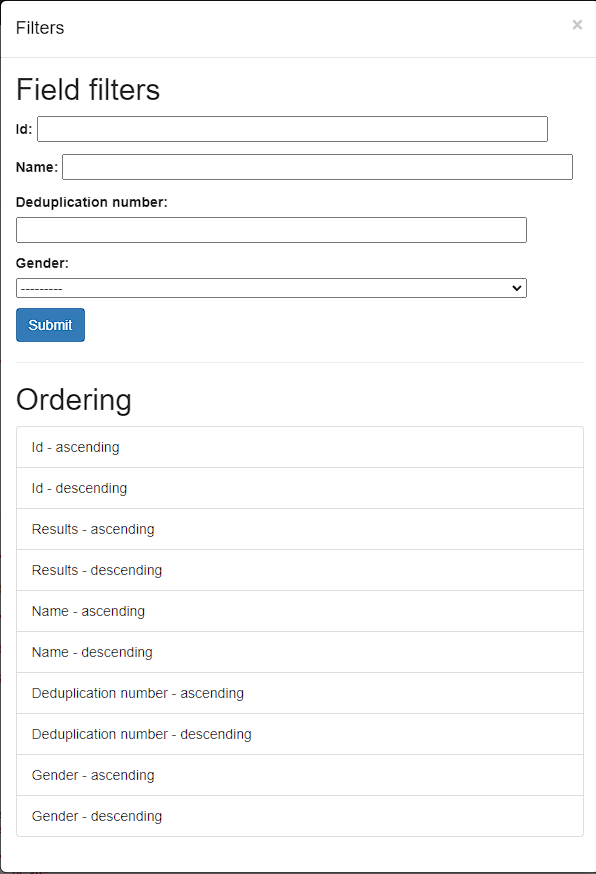 Filters ×
Field filters
Id:
Name:
Deduplication number:
Gender:
---------
Submit
Ordering
Id - ascending
Id - descending
Results - ascending
Results - descending
Name - ascending
Name - descending
Deduplication number - ascending
Deduplication number - descending
Gender - ascending
Gender - descending